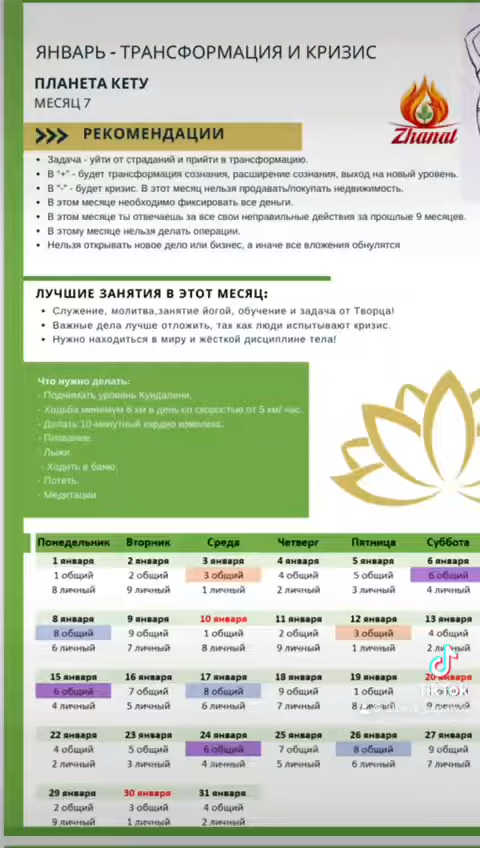 ЯНВАРЬ - ТРАНСФОРМАЦИЯ И КРИЗИС
ПЛАНЕТА КЕТУ
МЕСЯЦ 7
Zhanat
>>> РЕКОМЕНДАЦИИ
• Задача - уйти от страданий и прийти в трансформацию.
• В "+" - будет трансформация сознания, расширение сознания, выход на новый уровень.
• В "-" - будет кризис. В этот месяц нельзя продавать/покупать недвижимость.
• В этом месяце необходимо фиксировать все деньги.
• В этом месяце ты отвечаешь за все свои неправильные действия за прошлые 9 месяцев.
• В этому месяце нельзя делать операции.
• Нельзя открывать новое дело или бизнес, а иначе все вложения обнулятся
ЛУЧШИЕ ЗАНЯТИЯ В ЭТОТ МЕСЯЦ:
• Служение, молитва,занятие йогой, обучение и задача от Творца!
• Важные дела лучше отложить, так как люди испытывают кризис.
• Нужно находиться в миру и жёсткой дисциплине тела!
Что нужно делать:
- Поднимать уровень Кундалени.
- Ходьба минимум 6 км в день со скоростью от 5 км/ час.
- Делать 10-минутный кардио комплекс.
- Плавание.
- Лыжи.
- Ходить в баню
- Потеть.
- Медитации
Понедельник Вторник Среда Четверг Пятница Суббота
1 января 2 января 3 января 4 января 5 января 6 января
1 общий 2 общий 3 общий 4 общий 5 общий 6 общий
8 личный 9 личный 1 личный 2 личный 3 личный 4 личный
8 января 9 января 10 января 11 января 12 января 13 января
8 общий 9 общий 1 общий 2 общий 3 общий 4 общий
6 личный 7 личный 8 личный 9 личный 1 личный 2
15 января 16 января 17 января 18 января 19 января 20 января
6 общий 7 общий 8 общий 9 общий 1 общий
TikTok
4 личный 5 личный 6 личный 7 личный 8 личный 9 личный
22 января 23 января 24 января 25 января 26 января 27 января
4 общий 5 общий 6 общий 7 общий 8 общий 9 общий
2 личный 3 личный 4 личный 5 личный 6 личный 7 личный
29 января 30 января 31 января
2 общий 3 общий 4 общий
9 личный 1 личный 2 личный